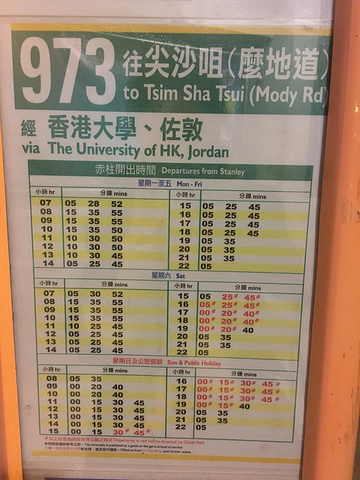 973 往尖沙咀(麼地道)
to Tsim Sha Tsui (Mody Rd)
經 香港大學、佐敦
via The University of HK, Jordan
赤柱開出時間 Departures from Stanley
星期一至五 Mon - Fri
小時 hr 分鐘 mins 小時 hr 分鐘 mins
07 05 28 52 15 05 25 45
08 15 35 55 16 05 25 45
09 15 35 55 17 05 25 45
10 15 35 50 18 05 25 45
11 10 30 50 19 05 35
12 10 30 50 20 05 35
13 10 30 45 21 05 35
14 05 25 45 22 05
星期六 Sat
小時 hr 分鐘 mins 小時 hr 分鐘 mins
07 05 30 52 15 05 25# 45#
08 15 35 55 16 05# 25# 45#
09 15 35 55 17 00# 20# 40#
10 15 35 55 18 00# 20# 40#
11 10 25 45 19 00# 20# 40
12 05 25 45 20 05 35
13 05 25 45 21 05 35
14 05 25 45 22 05
星期日及公眾假期 Sun & Public Holiday
小時 hr 分鐘 mins 小時 hr 分鐘 mins
08 05 35 16 00# 15# 30# 45#
09 00 20 40 17 00# 15# 30# 45#
10 00 20 40 18 00# 15# 30# 45#
11 00 15 30 45 19 00# 15# 40
12 00 15 30 45 20 05 35
13 00 15 30 45 21 05 35
14 00 15 30 45 22 05
15 00 15 30# 45#
Departures in red will be diverted via Ocean Park